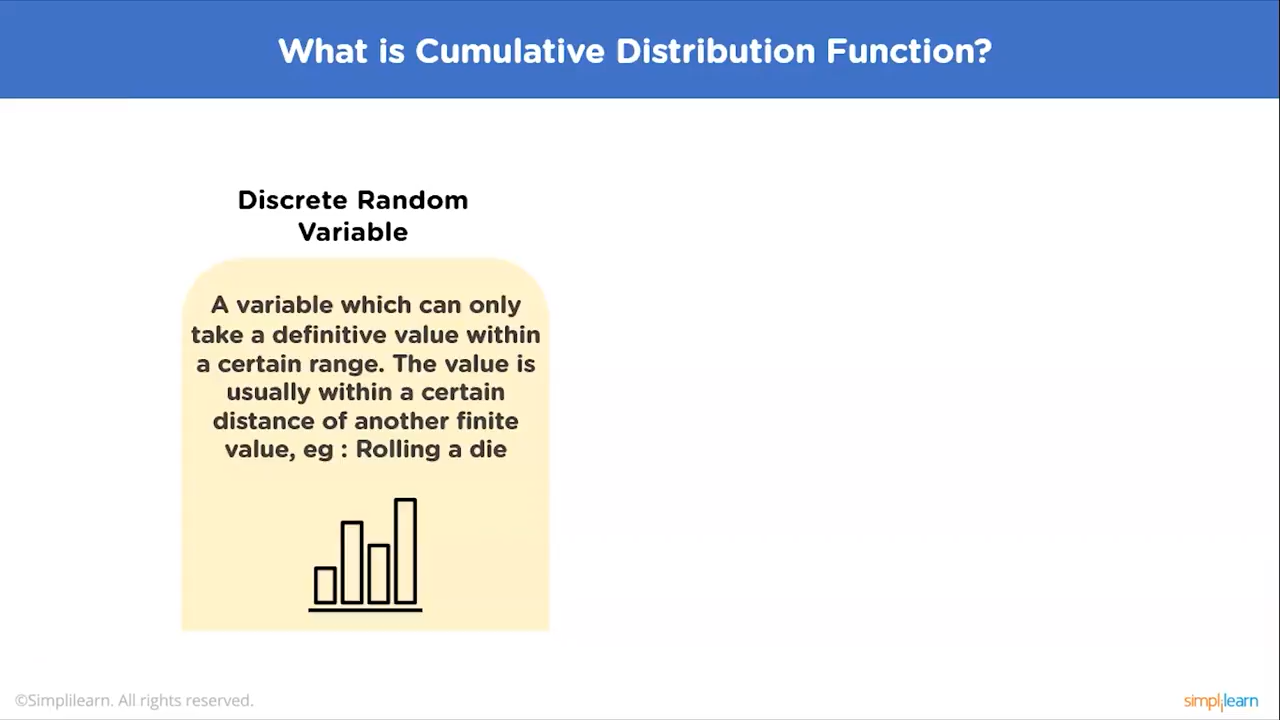 What is Cumulative Distribution Function?
Discrete Random
Variable
A variable which can only
take a definitive value within
a certain range. The value is
usually within a certain
distance of another finite
value, eg : Rolling a die
©Simplilearn. All rights reserved.
simplilearn